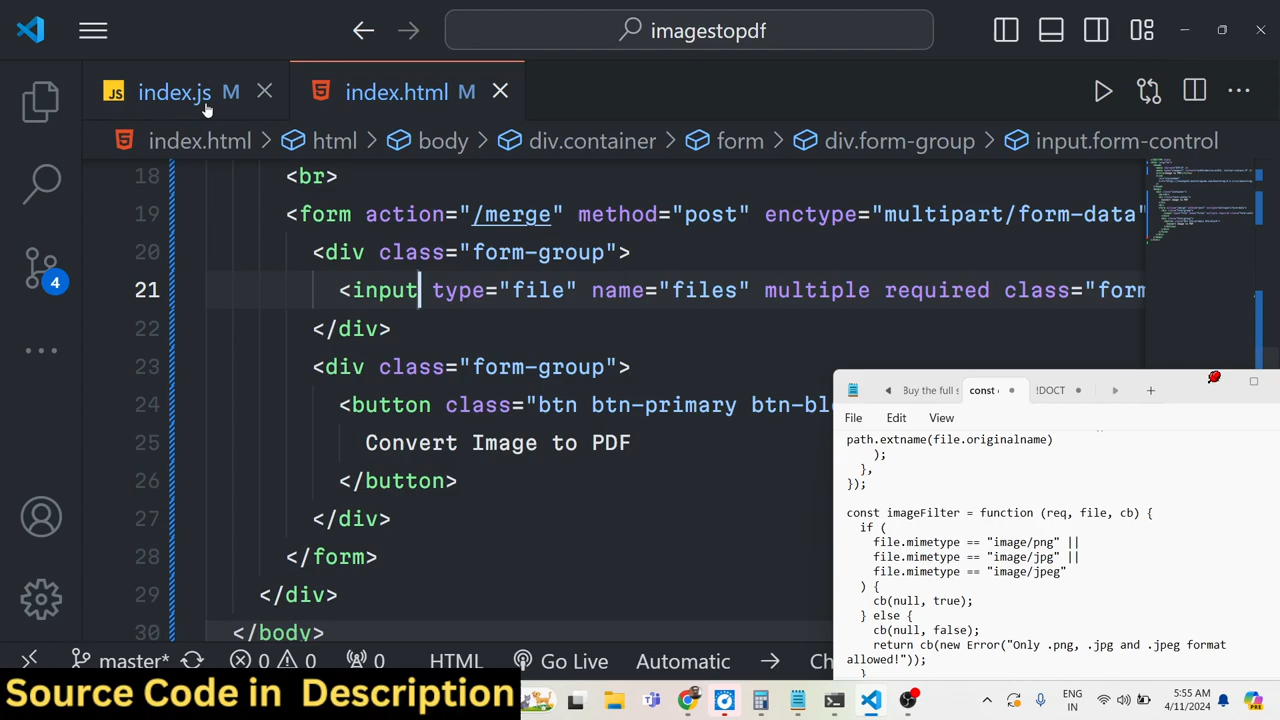 imagestopdf
index.js M
index.html M
index.html > html > body > div.container > form > div.form-group > input.form-control
18 <br>
19 <form action="/merge" method="post" enctype="multipart/form-data"
20 <div class="form-group">
21 <input type="file" name="files" multiple required class="form
22 </div>
23 <div class="form-group">
24 <button class="btn btn-primary btn-blo
25 Convert Image to PDF
26 </button>
27 </div>
28 </form>
29 </div>
30 </body>
4
Buy the full s
const
!DOCT
File Edit View
path.extname(file.originalname)
);
},
});
const imageFilter = function (req, file, cb) {
if (
file.mimetype == "image/png" ||
file.mimetype == "image/jpg" ||
file.mimetype == "image/jpeg"
) {
cb(null, true);
} else {
cb(null, false);
return cb(new Error("Only .png, .jpg and .jpeg format
allowed!"));
}
master* 0 0 0 HTML Go Live Automatic Ch
Source Code in Description
ENG
IN
5:55 AM
4/11/2024